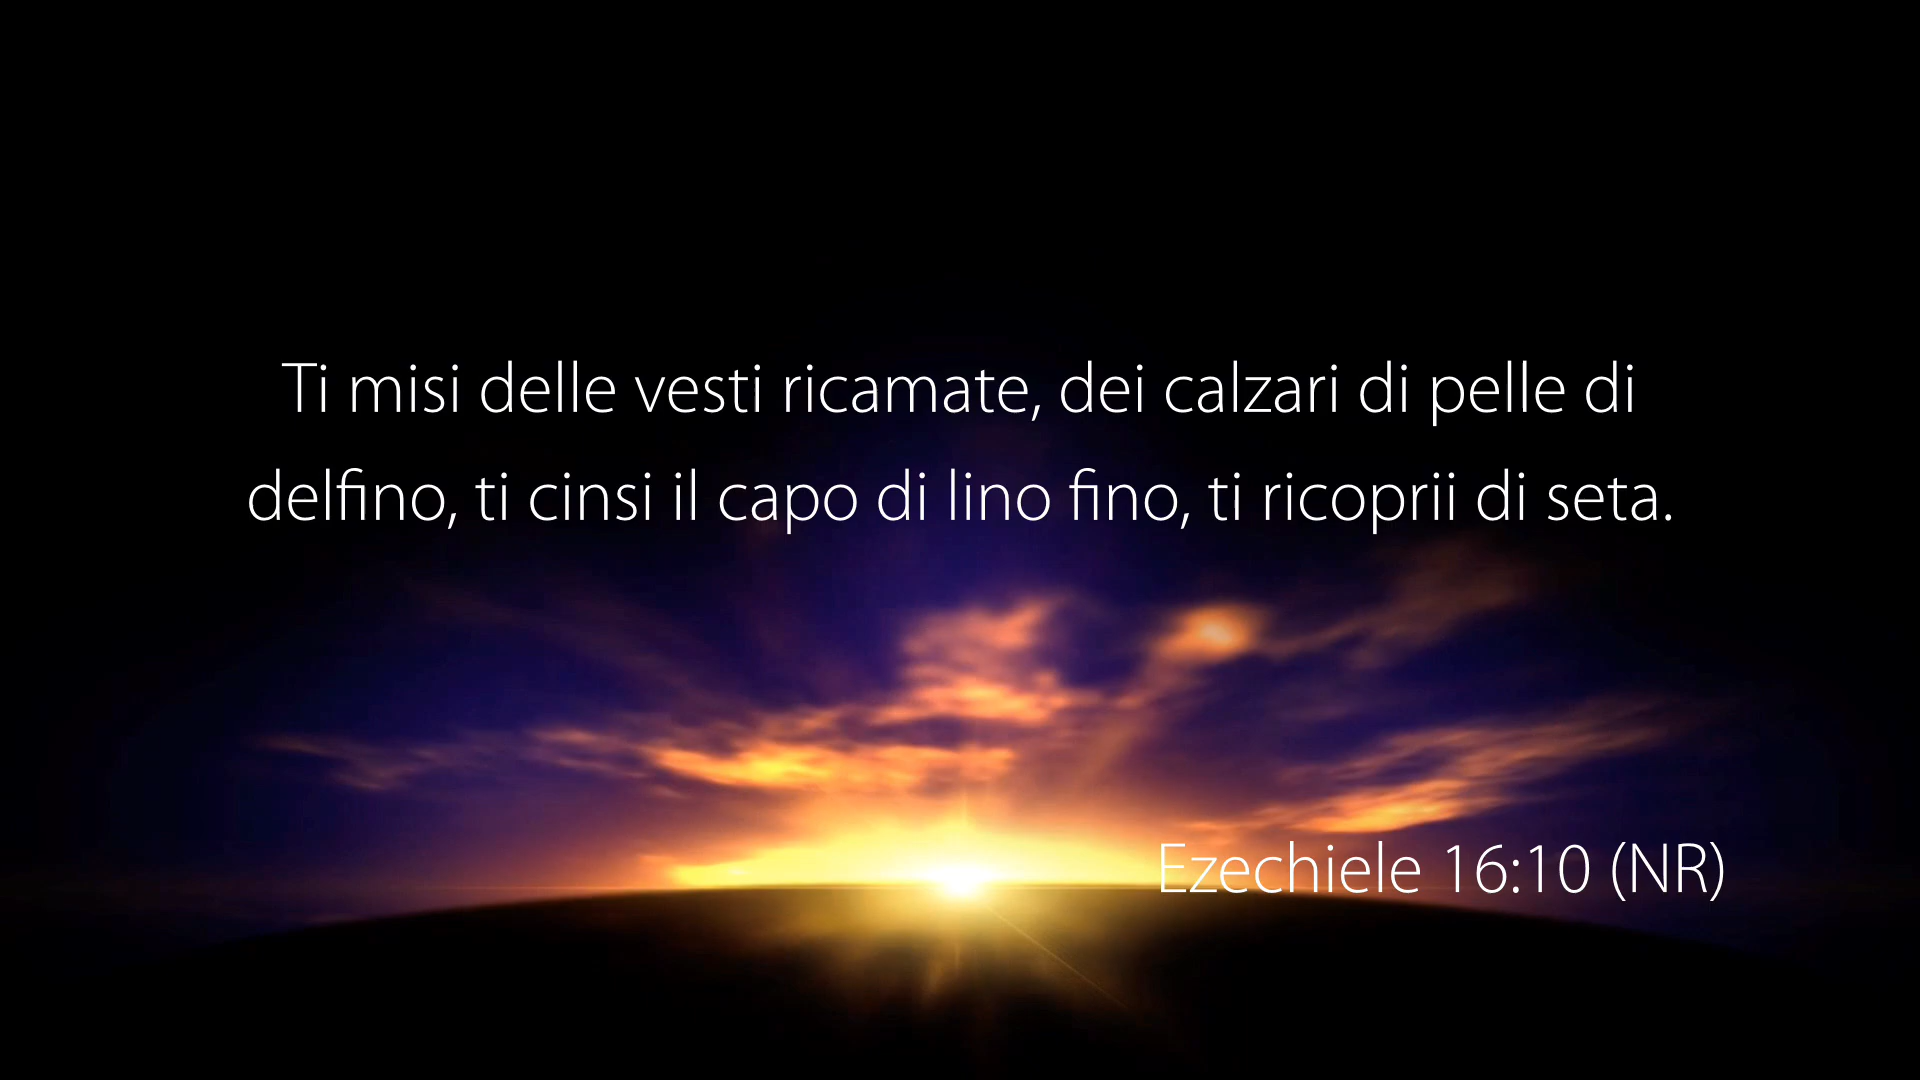 Ti misi delle vesti ricamate, dei calzari di pelle di
delfino, ti cinsi il capo di lino fino, ti ricoprii di seta.
Ezechiele 16:10 (NR)